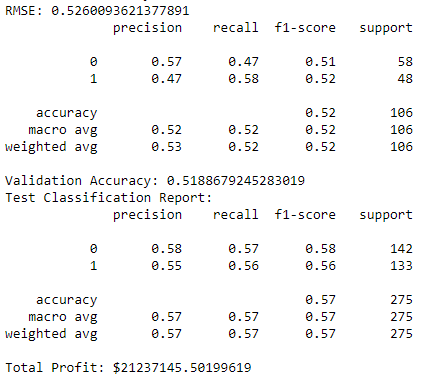 RMSE: 0.5260093621377891
precision recall f1-score support
0 0.57 0.47 0.51 58
1 0.47 0.58 0.52 48
accuracy 0.52 106
macro avg 0.52 0.52 0.52 106
weighted avg 0.53 0.52 0.52 106
Validation Accuracy: 0.5188679245283019
Test Classification Report:
precision recall f1-score support
0 0.58 0.57 0.58 142
1 0.55 0.56 0.56 133
accuracy 0.57 275
macro avg 0.57 0.57 0.57 275
weighted avg 0.57 0.57 0.57 275
Total Profit: $21237145.50199619